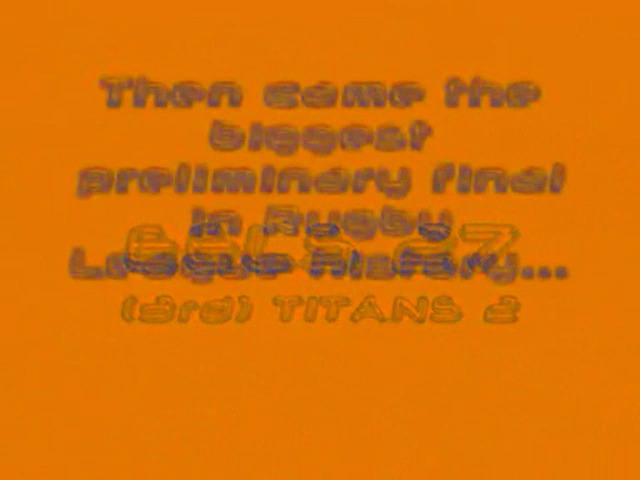 Then came the
biggest
preliminary final
in Rugby
League history...
(3rd) TITANS 2